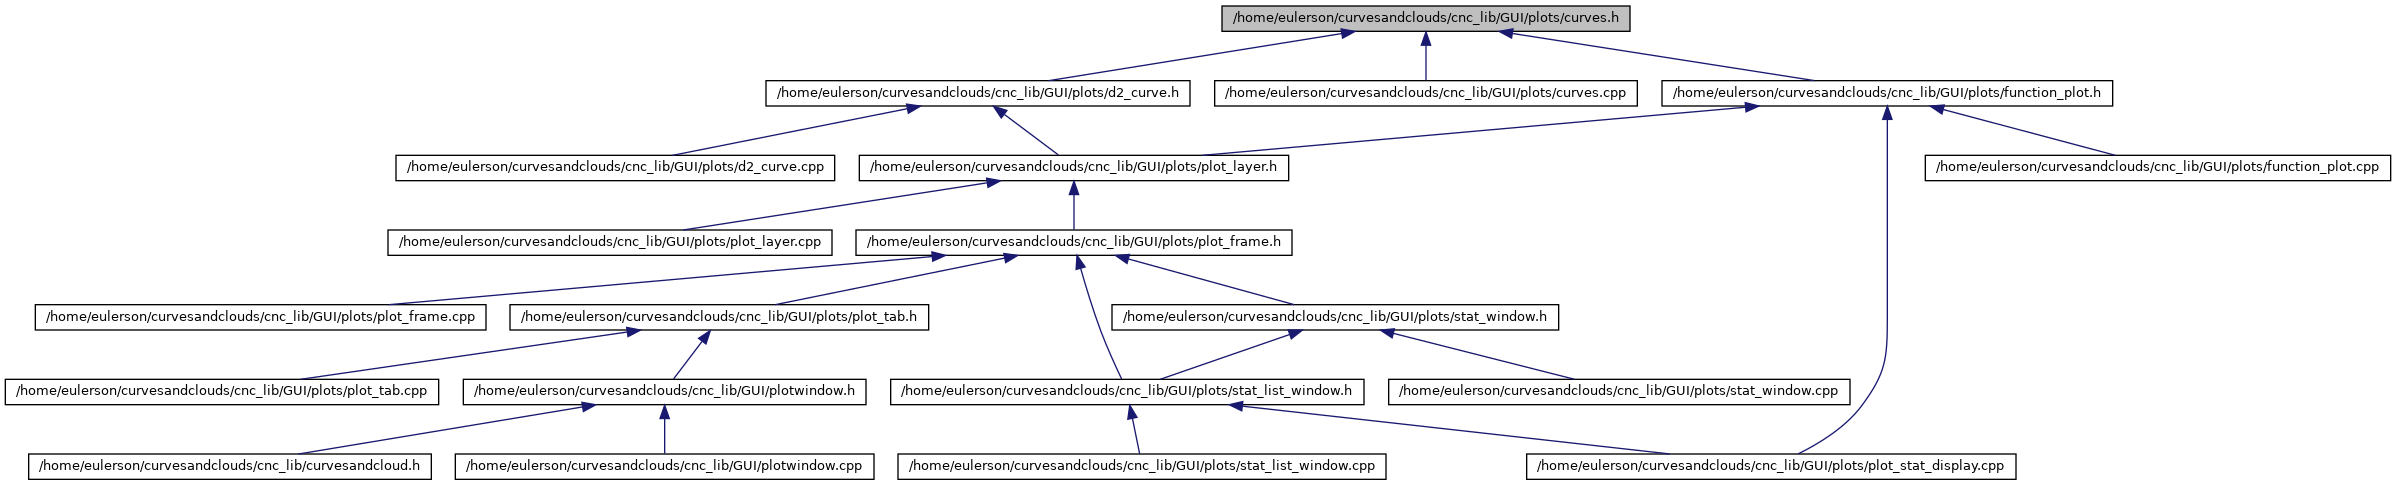 /home/eulerson/curvesandclouds/cnc_lib/GUI/plots/curves.h
/home/eulerson/curvesandclouds/cnc_lib/GUI/plots/d2_curve.h
/home/eulerson/curvesandclouds/cnc_lib/GUI/plots/curves.cpp
/home/eulerson/curvesandclouds/cnc_lib/GUI/plots/function_plot.h
/home/eulerson/curvesandclouds/cnc_lib/GUI/plots/d2_curve.cpp
/home/eulerson/curvesandclouds/cnc_lib/GUI/plots/plot_layer.h
/home/eulerson/curvesandclouds/cnc_lib/GUI/plots/function_plot.cpp
/home/eulerson/curvesandclouds/cnc_lib/GUI/plots/plot_layer.cpp
/home/eulerson/curvesandclouds/cnc_lib/GUI/plots/plot_frame.h
/home/eulerson/curvesandclouds/cnc_lib/GUI/plots/plot_frame.cpp
/home/eulerson/curvesandclouds/cnc_lib/GUI/plots/plot_tab.h
/home/eulerson/curvesandclouds/cnc_lib/GUI/plots/stat_window.h
/home/eulerson/curvesandclouds/cnc_lib/GUI/plots/plot_tab.cpp
/home/eulerson/curvesandclouds/cnc_lib/GUI/plotwindow.h
/home/eulerson/curvesandclouds/cnc_lib/GUI/plots/stat_list_window.h
/home/eulerson/curvesandclouds/cnc_lib/GUI/plots/stat_window.cpp
/home/eulerson/curvesandclouds/cnc_lib/curvesandcloud.h
/home/eulerson/curvesandclouds/cnc_lib/GUI/plotwindow.cpp
/home/eulerson/curvesandclouds/cnc_lib/GUI/plots/stat_list_window.cpp
/home/eulerson/curvesandclouds/cnc_lib/GUI/plots/plot_stat_display.cpp